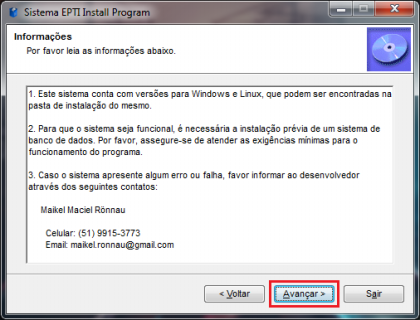 Sistema EPTI Install Program
Informações
Por favor leia as informações abaixo.
1. Este sistema conta com versões para Windows e Linux, que podem ser encontradas na
pasta de instalação do mesmo.
2. Para que o sistema seja funcional, é necessária a instalação prévia de um sistema de
banco de dados. Por favor, assegure-se de atender as exigências mínimas para o
funcionamento do programa.
3. Caso o sistema apresente algum erro ou falha, favor informar ao desenvolvedor
através dos seguintes contatos:
Maikel Maciel Rönnau
Celular: (51) 9915-3773
Email: maikel.ronnau@gmail.com
< Voltar
Avançar >
Sair